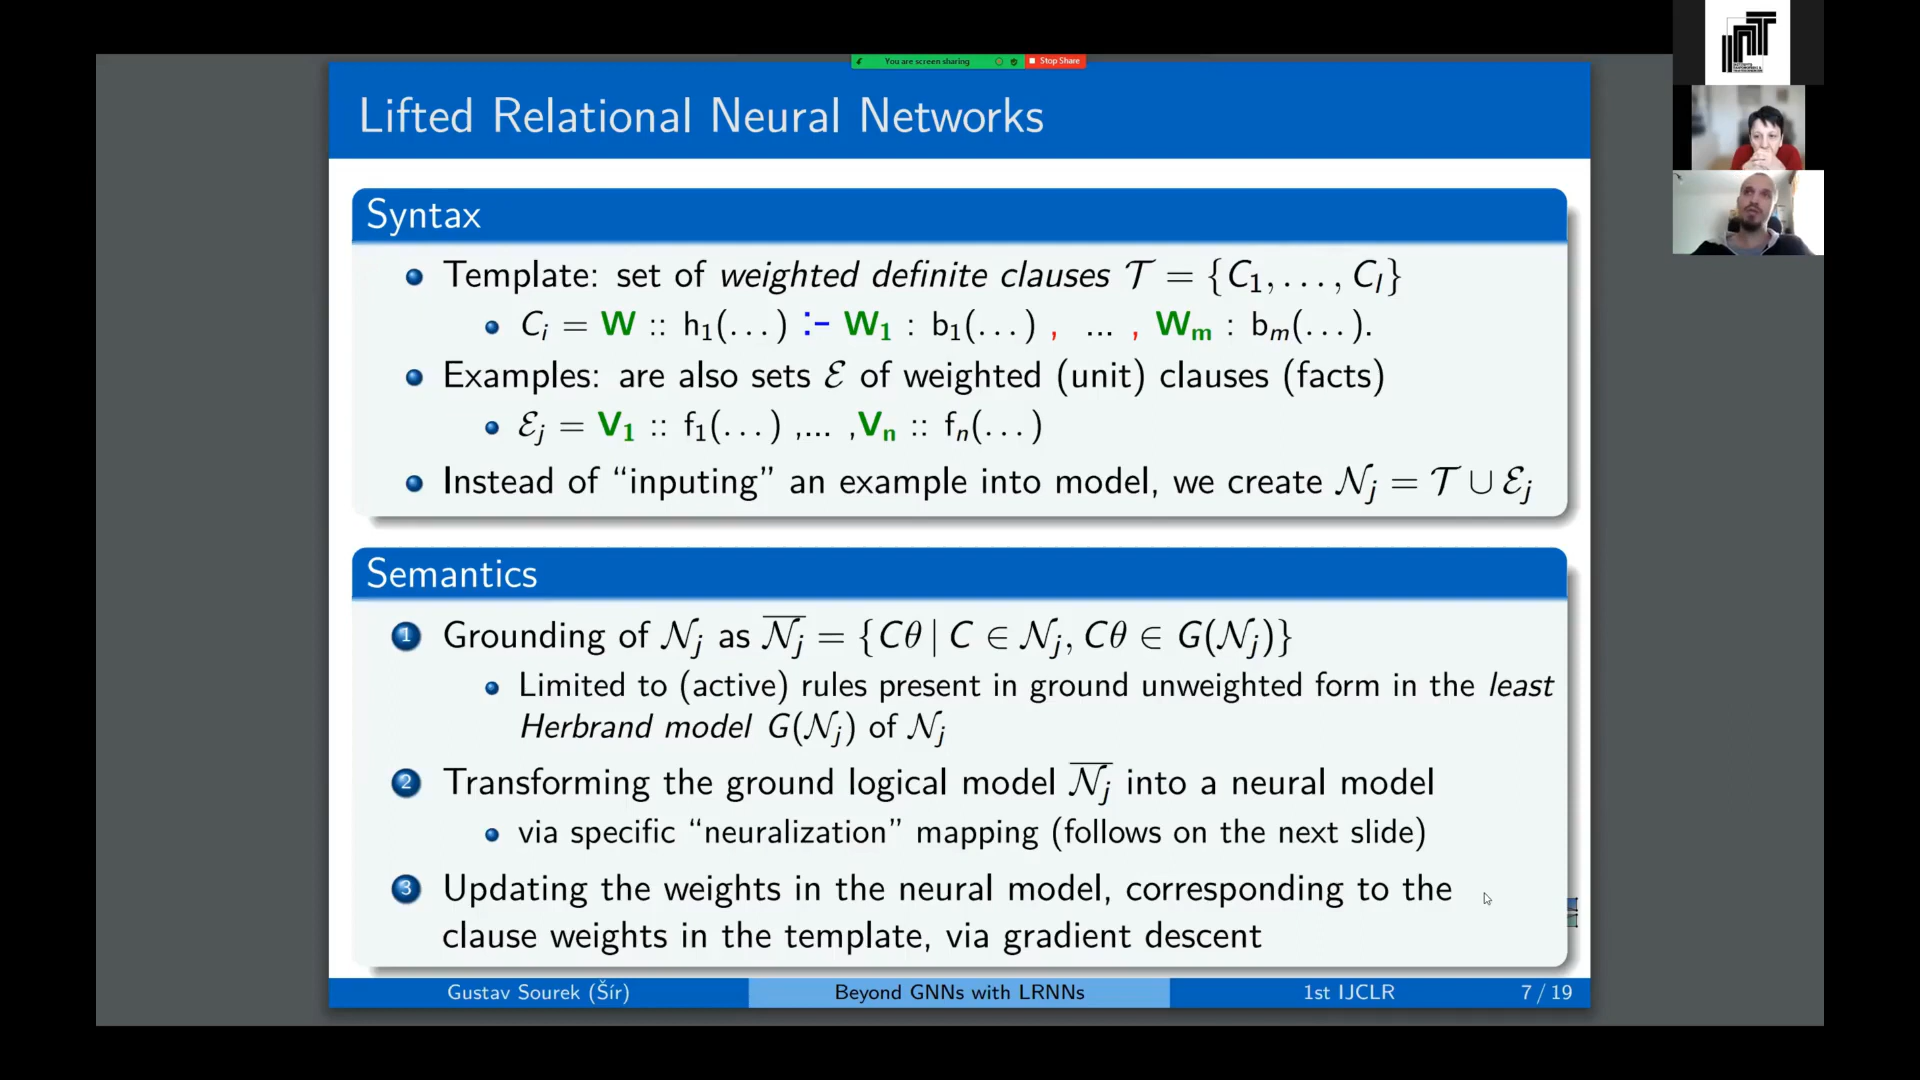 You are screen sharing Stop Share
Lifted Relational Neural Networks
Syntax
Template: set of weighted definite clauses 𝒯 = {C₁, . . . , Cₗ}
Cᵢ = W :: h₁(. . .) :- W₁ : b₁(. . .) , ... , Wₘ : bₘ(. . .).
Examples: are also sets ℰ of weighted (unit) clauses (facts)
ℰⱼ = V₁ :: f₁(. . .) ,... ,Vₙ :: fₙ(. . .)
Instead of “inputing” an example into model, we create 𝒩ⱼ = 𝒯 ∪ ℰⱼ
Semantics
1 Grounding of 𝒩ⱼ as 𝒩̅ⱼ = {Cθ | C ∈ 𝒩ⱼ, Cθ ∈ G(𝒩ⱼ)}
Limited to (active) rules present in ground unweighted form in the least
Herbrand model G(𝒩ⱼ) of 𝒩ⱼ
2 Transforming the ground logical model 𝒩̅ⱼ into a neural model
via specific “neuralization” mapping (follows on the next slide)
3 Updating the weights in the neural model, corresponding to the
clause weights in the template, via gradient descent
Gustav Sourek (Šír) Beyond GNNs with LRNNs 1st IJCLR 7 / 19